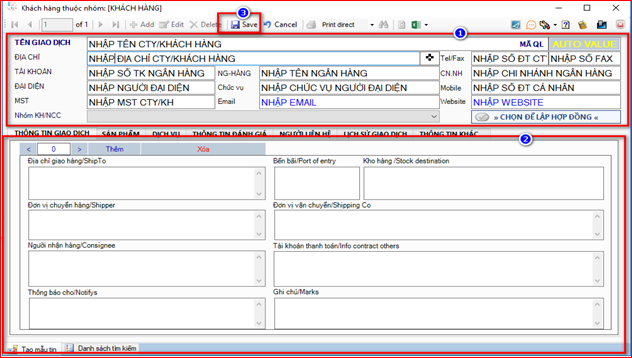 Khách hàng thuộc nhóm: [KHÁCH HÀNG]
1 of 1 Add Edit Delete Save Cancel Print direct
3
1
TÊN GIAO DỊCH NHẬP TÊN CTY/KHÁCH HÀNG MÃ QL AUTO VALUE
ĐỊA CHỈ NHẬP ĐỊA CHỈ CTY/KHÁCH HÀNG Tel/Fax NHẬP SỐ ĐT CT NHẬP SỐ FAX
TÀI KHOẢN NHẬP SỐ TK NGÂN HÀNG NG-HÀNG NHẬP TÊN NGÂN HÀNG CN.NH NHẬP CHI NHÁNH NGÂN HÀNG
ĐẠI DIỆN NHẬP NGƯỜI ĐẠI DIỆN Chức vụ NHẬP CHỨC VỤ NGƯỜI ĐẠI DIỆN Mobile NHẬP SỐ ĐT CÁ NHÂN
MST NHẬP MST CTY/KH Email NHẬP EMAIL Website NHẬP WEBSITE
Nhóm KH/NCC » CHỌN ĐỂ LẬP HỢP ĐỒNG «
THÔNG TIN GIAO DỊCH SẢN PHẨM DỊCH VỤ THÔNG TIN ĐÁNH GIÁ NGƯỜI LIÊN HỆ LỊCH SỬ GIAO DỊCH THÔNG TIN KHÁC
2
< 0 > Thêm Xóa
Địa chỉ giao hàng/ShipTo Bến bãi/Port of entry Kho hàng /Stock destination
Đơn vị chuyển hàng/Shipper Đơn vị vận chuyển/Shipping Co
Người nhận hàng/Consignee Tài khoản thanh toán/Info contract others
Thông báo cho/Notifys Ghi chú/Marks
Tạo mẫu tin Danh sách tìm kiếm